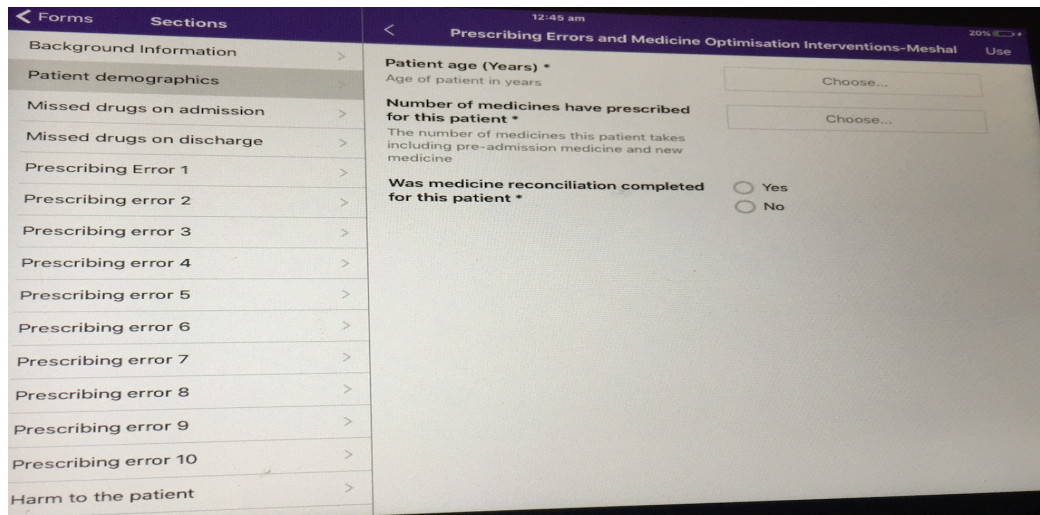 Forms
Sections
Background Information
Patient demographics
Missed drugs on admission
Missed drugs on discharge
Prescribing Error 1
Prescribing error 2
Prescribing error 3
Prescribing error 4
Prescribing error 5
Prescribing error 6
Prescribing error 7
Prescribing error 8
Prescribing error 9
Prescribing error 10
Harm to the patient
12:45 am
20%
Prescribing Errors and Medicine Optimisation Interventions-Meshal
Use
Patient age (Years) *
Age of patient in years
Choose...
Number of medicines have prescribed
for this patient *
Choose...
The number of medicines this patient takes
including pre-admission medicine and new
medicine
Was medicine reconciliation completed
for this patient *
Yes
No